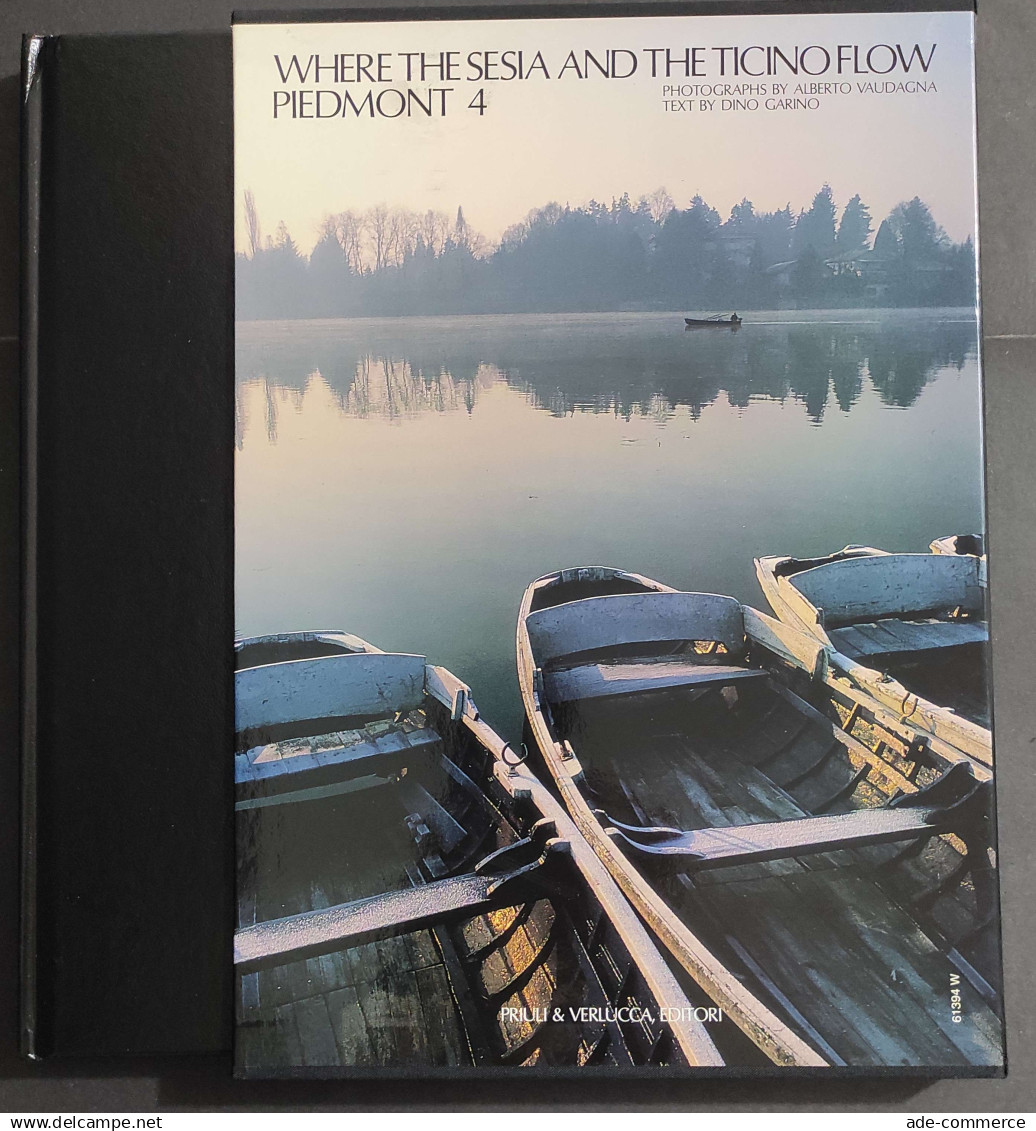 WHERE THE SESIA AND THE TICINO FLOW
PIEDMONT 4
PHOTOGRAPHS BY ALBERTO VAUDAGNA
TEXT BY DINO GARINO
PRIULI & VERLUCCA, EDITORI
61394 W
delcampe.net
ade-commerce